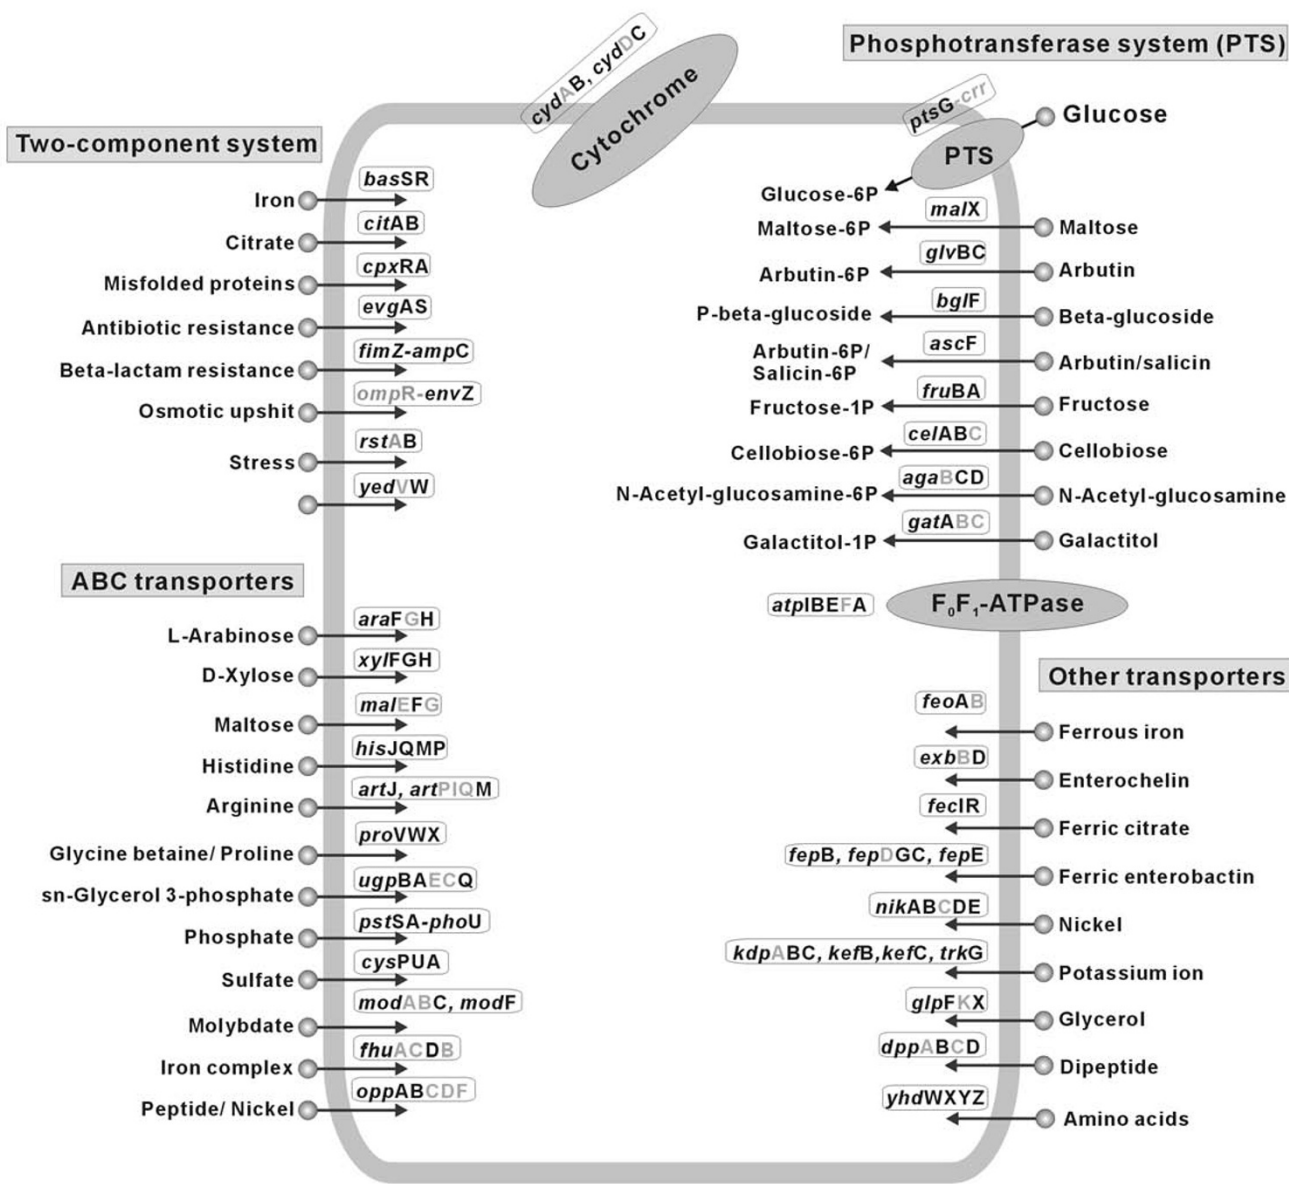 cydAB, cydDC
Cytochrome
Phosphotransferase system (PTS)
ptsG-crr
Glucose
PTS
Glucose-6P
malX
Maltose-6P
Maltose
glvBC
Arbutin-6P
Arbutin
bglF
P-beta-glucoside
Beta-glucoside
ascF
Arbutin-6P/
Salicin-6P
Arbutin/salicin
fruBA
Fructose-1P
Fructose
celABC
Cellobiose-6P
Cellobiose
agaBCD
N-Acetyl-glucosamine-6P
N-Acetyl-glucosamine
gatABC
Galactitol-1P
Galactitol
Two-component system
basSR
Iron
citAB
Citrate
cpxRA
Misfolded proteins
evgAS
Antibiotic resistance
fimZ-ampC
Beta-lactam resistance
ompR-envZ
Osmotic upshit
rstAB
Stress
yedVW
ABC transporters
araFGH
L-Arabinose
xylFGH
D-Xylose
malEFG
Maltose
hisJQMP
Histidine
artJ, artPIQM
Arginine
proVWX
Glycine betaine/ Proline
ugpBAECQ
sn-Glycerol 3-phosphate
pstSA-phoU
Phosphate
cysPUA
Sulfate
modABC, modF
Molybdate
fhuACDB
Iron complex
oppABCDF
Peptide/ Nickel
atpIBEFA
F0F1-ATPase
Other transporters
feoAB
Ferrous iron
exbBD
Enterochelin
fecIR
Ferric citrate
fepB, fepDGC, fepE
Ferric enterobactin
nikABCDE
Nickel
kdpABC, kefB,kefC, trkG
Potassium ion
glpFKX
Glycerol
dppABCD
Dipeptide
yhdWXYZ
Amino acids